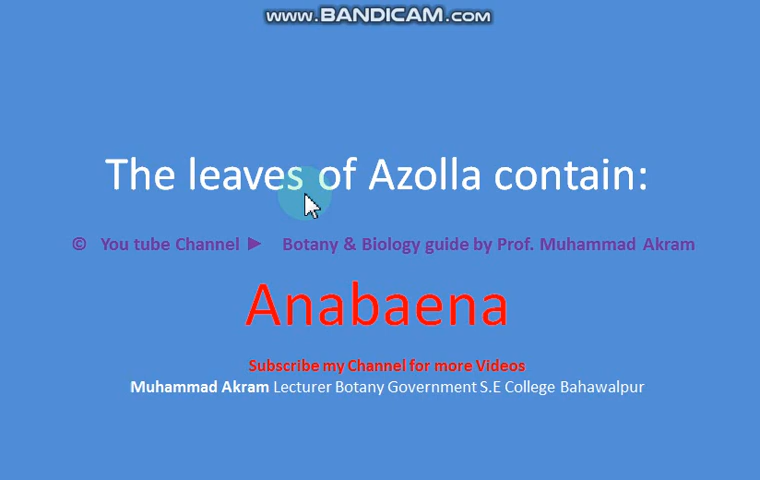 www.BANDICAM.com
The leaves of Azolla contain:
© You tube Channel ► Botany & Biology guide by Prof. Muhammad Akram
Anabaena
Subscribe my Channel for more Videos
Muhammad Akram Lecturer Botany Government S.E College Bahawalpur